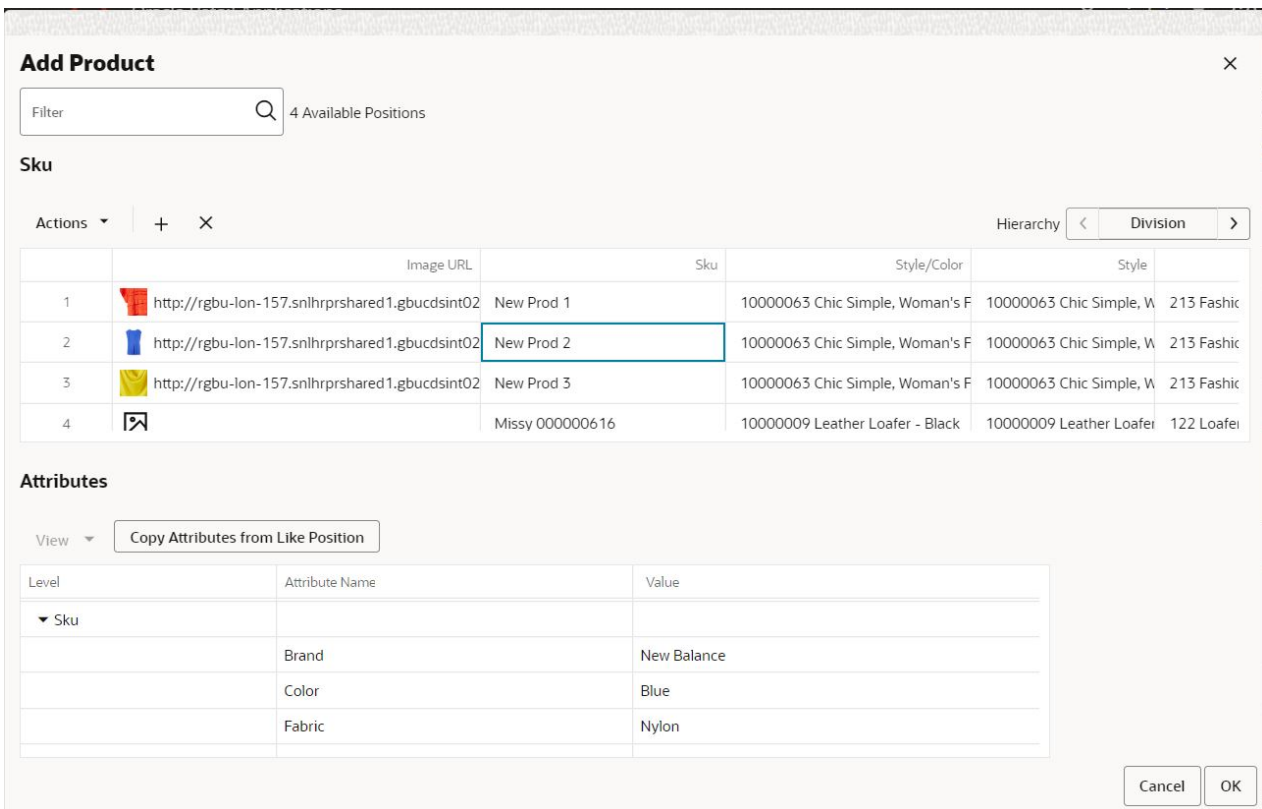 Add Product
Filter 4 Available Positions
Sku
Actions Hierarchy Division
Image URL Sku Style/Color Style
1 http://rgbu-lon-157.snlhrprshared1.gbucdsint02 New Prod 1 10000063 Chic Simple, Woman's F 10000063 Chic Simple, W 213 Fashic
2 http://rgbu-lon-157.snlhrprshared1.gbucdsint02 New Prod 2 10000063 Chic Simple, Woman's F 10000063 Chic Simple, W 213 Fashic
3 http://rgbu-lon-157.snlhrprshared1.gbucdsint02 New Prod 3 10000063 Chic Simple, Woman's F 10000063 Chic Simple, W 213 Fashic
4 Missy 000000616 10000009 Leather Loafer - Black 10000009 Leather Loafer 122 Loafer
Attributes
View Copy Attributes from Like Position
Level Attribute Name Value
Sku
Brand New Balance
Color Blue
Fabric Nylon
Cancel OK